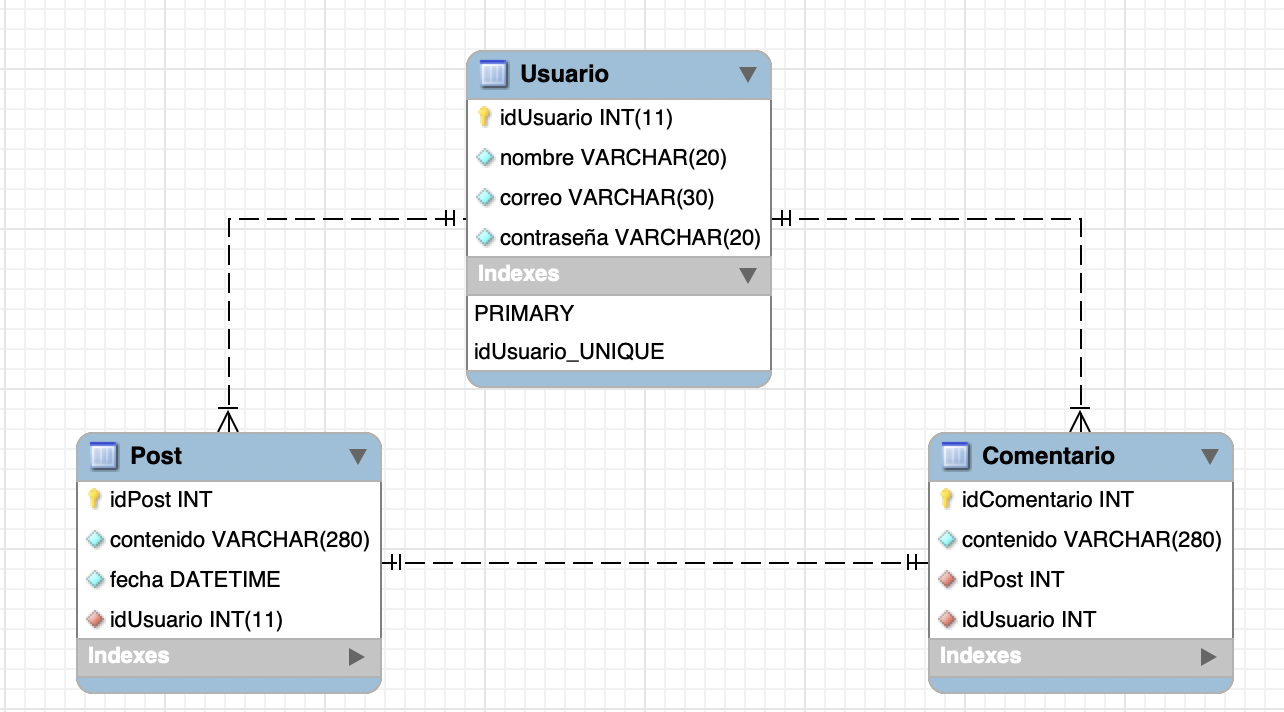 Usuario
idUsuario INT(11)
nombre VARCHAR(20)
correo VARCHAR(30)
contraseña VARCHAR(20)
Indexes
PRIMARY
idUsuario_UNIQUE
Post
idPost INT
contenido VARCHAR(280)
fecha DATETIME
idUsuario INT(11)
Indexes
Comentario
idComentario INT
contenido VARCHAR(280)
idPost INT
idUsuario INT
Indexes